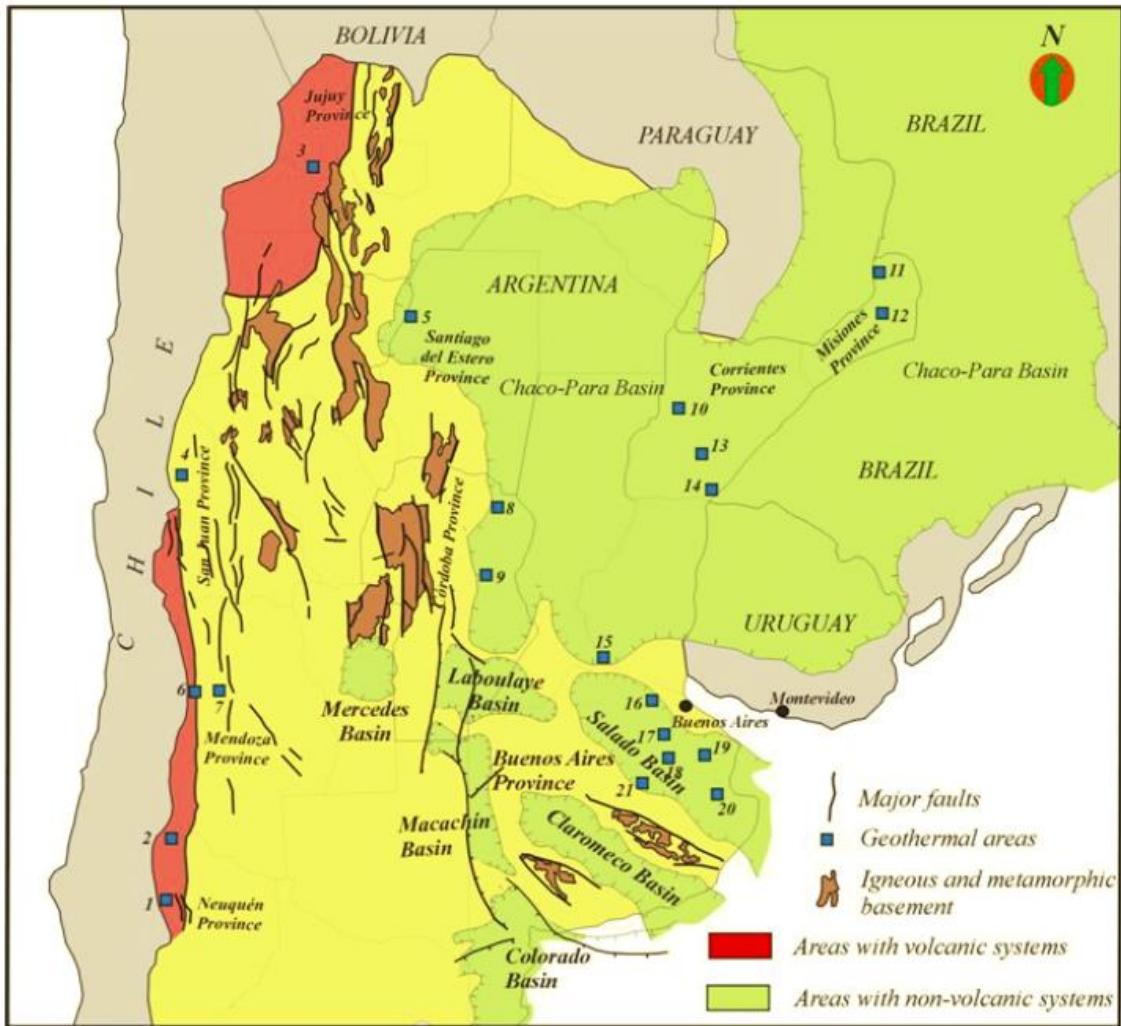 BOLIVIA
N
Jujuy
Province
3
PARAGUAY
BRAZIL
ARGENTINA
11
12
5
Santiago
del Estero
Province
Misiones
Province
Corrientes
Province
Chaco-Para Basin
Chaco-Para Basin
10
13
BRAZIL
14
4
CHILE
San Juan Province
8
Córdoba Province
9
URUGUAY
15
6
7
Laboulaye
Basin
Mercedes
Basin
16
Montevideo
Buenos Aires
Mendoza
Province
17
Salado Basin
18
19
Buenos Aires
Province
21
20
2
Macachín
Basin
Claromeco Basin
1
Neuquén
Province
Colorado
Basin
Major faults
Geothermal areas
Igneous and metamorphic
basement
Areas with volcanic systems
Areas with non-volcanic systems